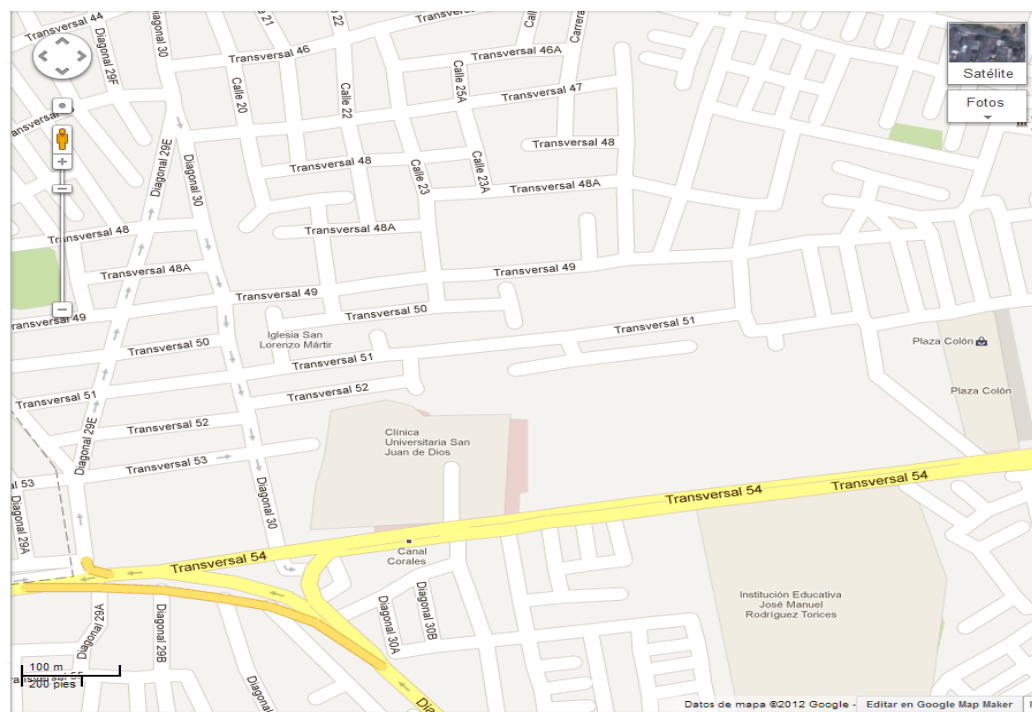 Transversal 44
Diagonal 29F
Diagonal 30
21
22
Transversal 46
Transversal 46A
Carrera
Satélite
Fotos
Calle 20
Calle 22
Calle 25A
Transversal 47
Diagonal 29E
Diagonal 30
Transversal 48
Calle 23
Calle 23A
Transversal 48
Transversal 48A
Transversal 48
Transversal 48A
Transversal 48A
Transversal 49
Transversal 49
Transversal 49
Transversal 50
Transversal 50
Transversal 51
Iglesia San
Lorenzo Mártir
Transversal 51
Transversal 51
Transversal 52
Transversal 52
Plaza Colón
Plaza Colón
Clínica
Universitaria San
Juan de Dios
Diagonal 29E
Transversal 53
al 53
Diagonal 29A
Diagonal 30
Transversal 54
Transversal 54
Transversal 54
Canal
Corales
Institución Educativa
José Manuel
Rodríguez Torices
Diagonal 29A
Diagonal 29B
Diagonal 30A
Diagonal 30B
100 m
200 pies
Datos de mapa ©2012 Google - Editar en Google Map Maker